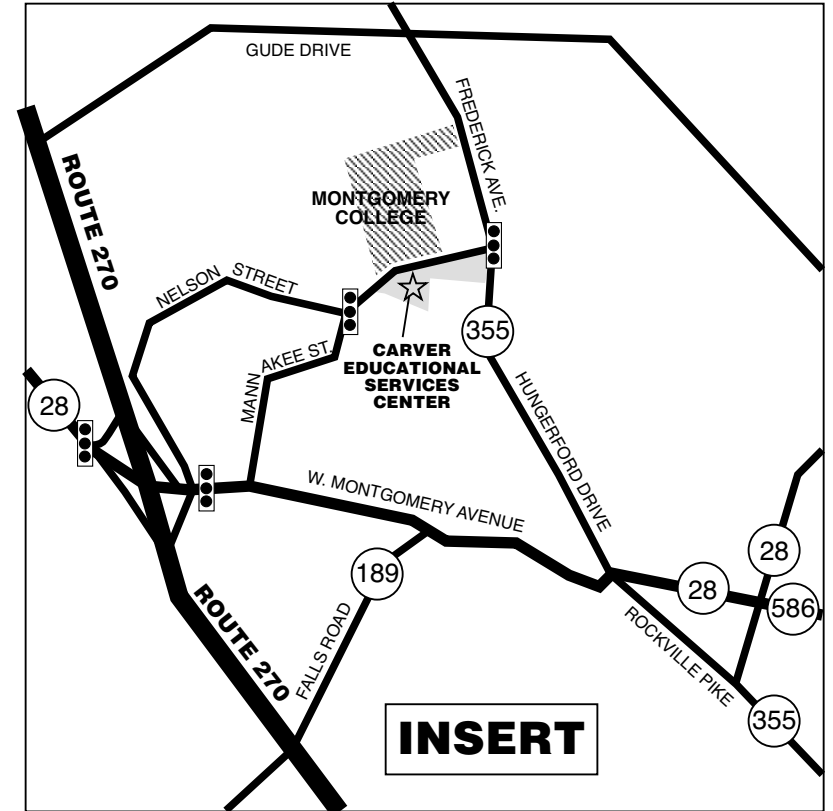 GUDE DRIVE
FREDERICK AVE.
ROUTE 270
MONTGOMERY
COLLEGE
NELSON STREET
355
CARVER
EDUCATIONAL
SERVICES
CENTER
MANN AKEE ST.
28
HUNGERFORD DRIVE
W. MONTGOMERY AVENUE
189
28
28
586
ROUTE 270
FALLS ROAD
ROCKVILLE PIKE
355
INSERT